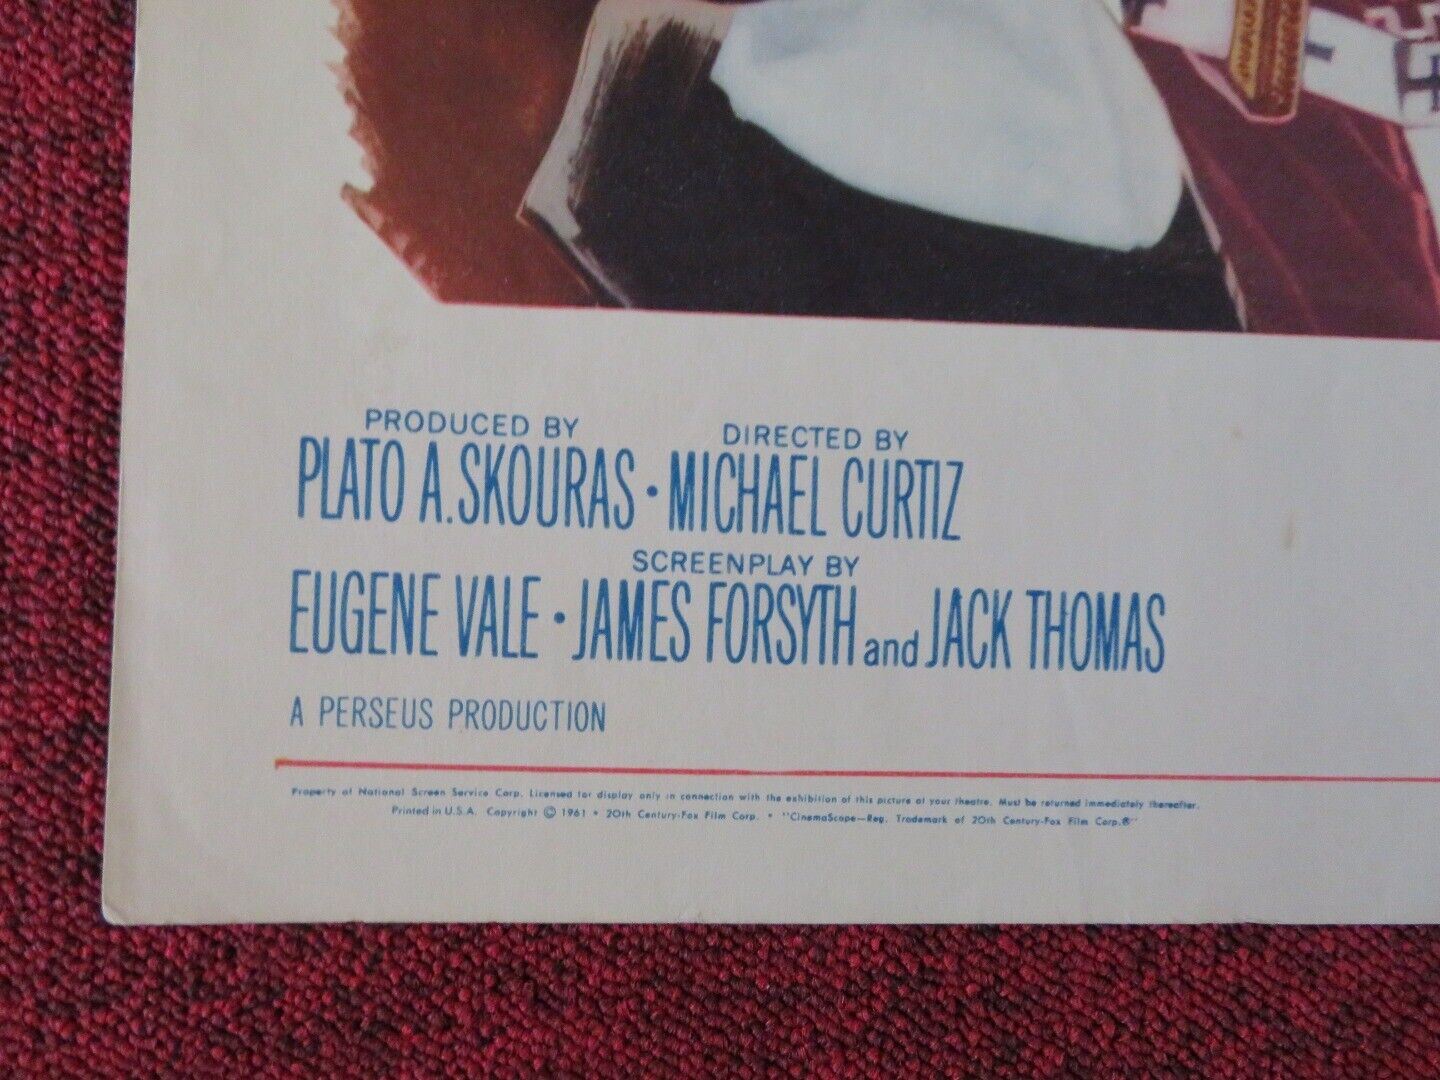 PRODUCED BY DIRECTED BY
PLATO A. SKOURAS • MICHAEL CURTIZ
SCREENPLAY BY
EUGENE VALE • JAMES FORSYTH and JACK THOMAS
A PERSEUS PRODUCTION
Property of National Screen Service Corp. Licensed for display only in connection with the exhibition of this picture at your theatre. Must be returned immediately thereafter.
Printed in U.S.A. Copyright © 1961 • 20th Century-Fox Film Corp. • "CinemaScope—Reg. Trademark of 20th Century-Fox Film Corp.®"